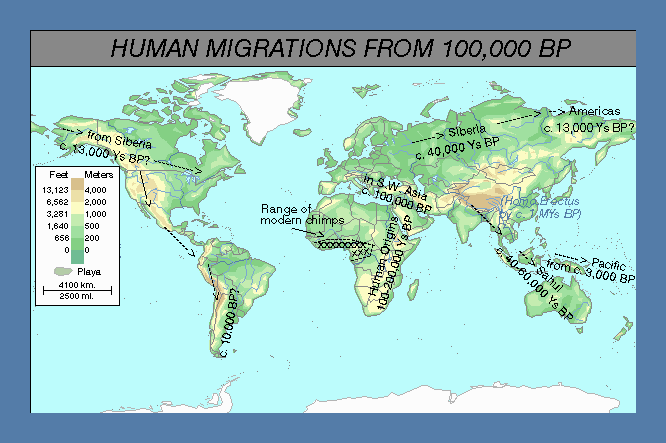 HUMAN MIGRATIONS FROM 100,000 BP
from Siberia
c. 13,000 Ys BP?
Siberia
c. 40,000 Ys BP
Americas
c. 13,000 Ys BP?
in S.W. Asia
c. 100,000 BP
(Homo Erectus
by c. 1 MYs BP)
Range of
modern chimps
Human Origins
100-200,000 Ys BP
Sahul
c. 40-60,000 Ys BP
Pacific
from c. 3,000 BP
c. 10,000 BP?
Feet Meters
13,123 4,000
6,562 2,000
3,281 1,000
1,640 500
656 200
0 0
Playa
4100 km.
2500 mi.